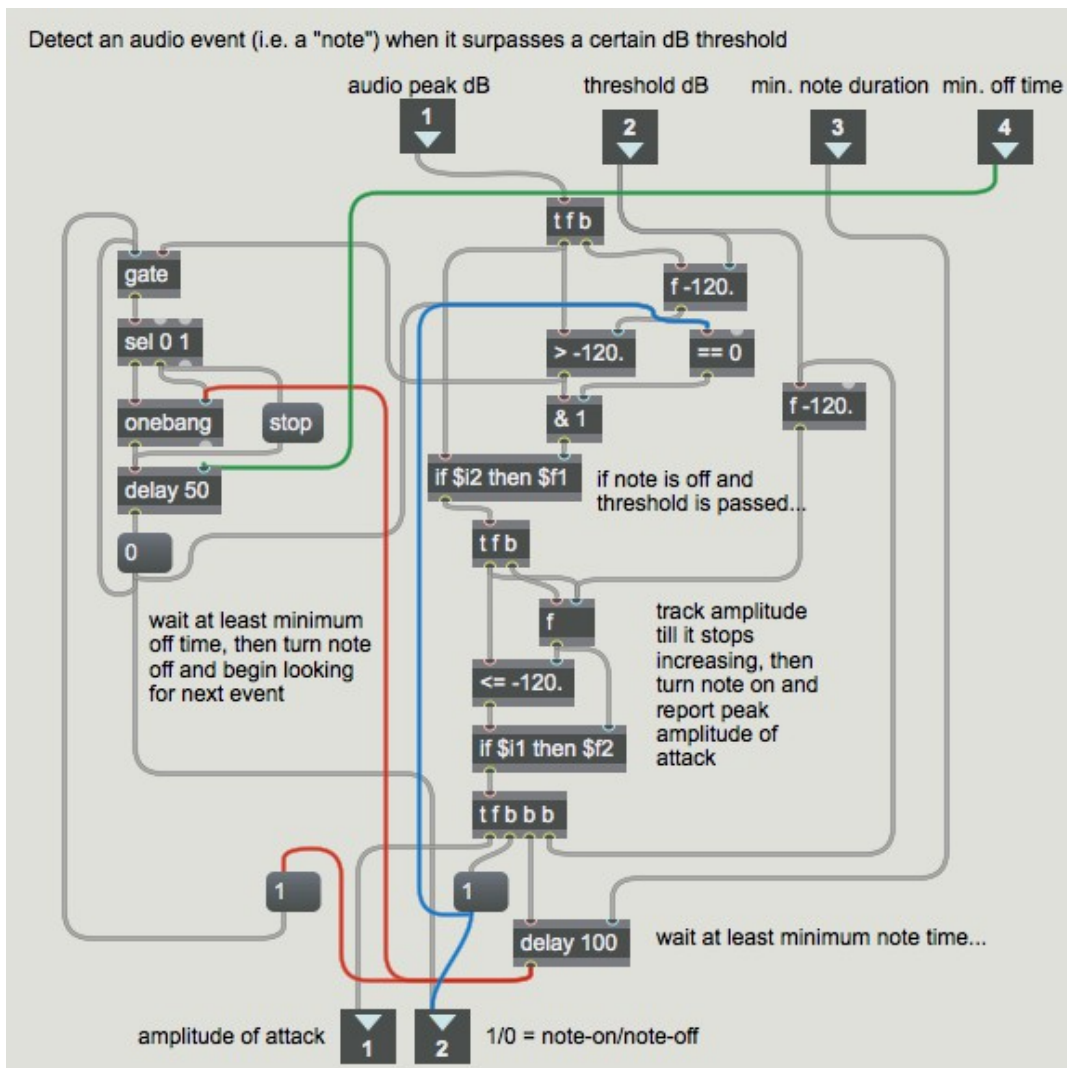 Detect an audio event (i.e. a "note") when it surpasses a certain dB threshold
audio peak dB
threshold dB
min. note duration
min. off time
1
2
3
4
t f b
gate
f -120.
sel 0 1
> -120.
== 0
onebang
stop
& 1
f -120.
delay 50
if $i2 then $f1
if note is off and
threshold is passed...
0
t f b
wait at least minimum
off time, then turn note
off and begin looking
for next event
f
track amplitude
till it stops
increasing, then
turn note on and
report peak
amplitude of
attack
<= -120.
if $i1 then $f2
t f b b b
1
1
delay 100
wait at least minimum note time...
amplitude of attack
1
2
1/0 = note-on/note-off